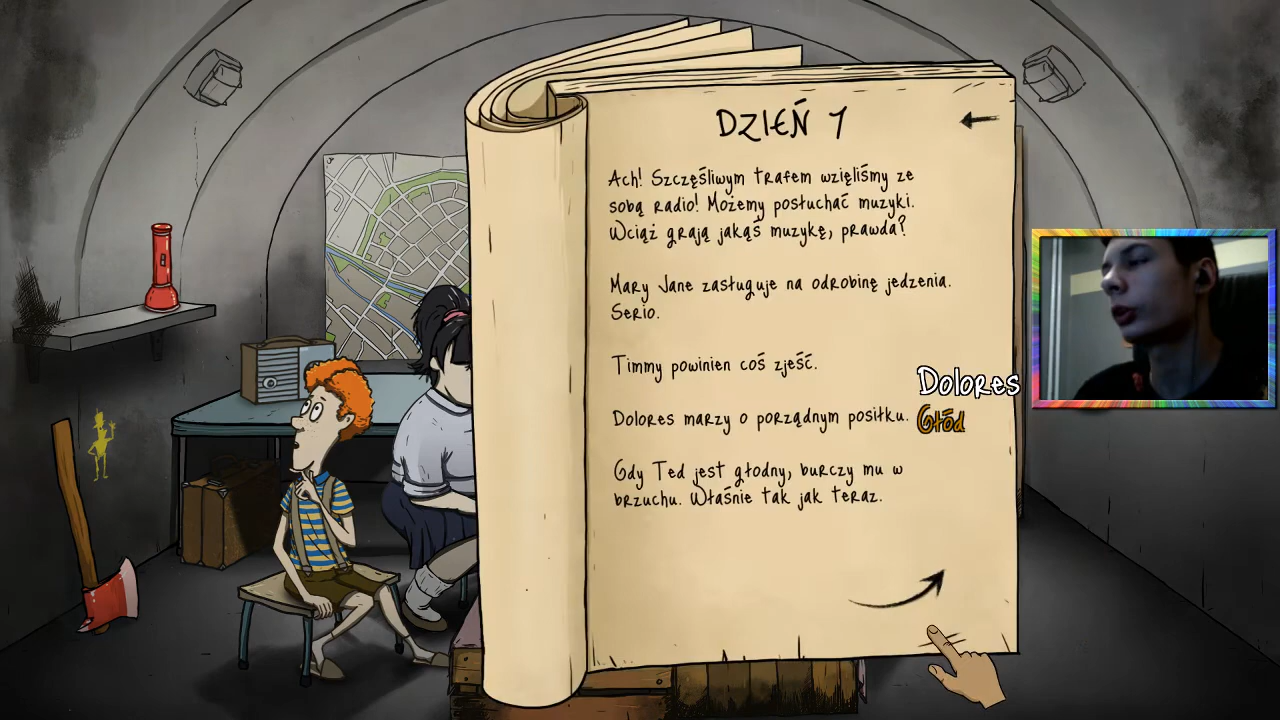 DZIEŃ 7
Ach! Szczęśliwym trafem wzięliśmy ze
sobą radio! Możemy posłuchać muzyki.
Wciąż grają jakąś muzykę, prawda?
Mary Jane zasługuje na odrobinę jedzenia.
Serio.
Timmy powinien coś zjeść.
Dolores marzy o porządnym posiłku.
Gdy Ted jest głodny, burczy mu w
brzuchu. Właśnie tak jak teraz.
Dolores
Głód